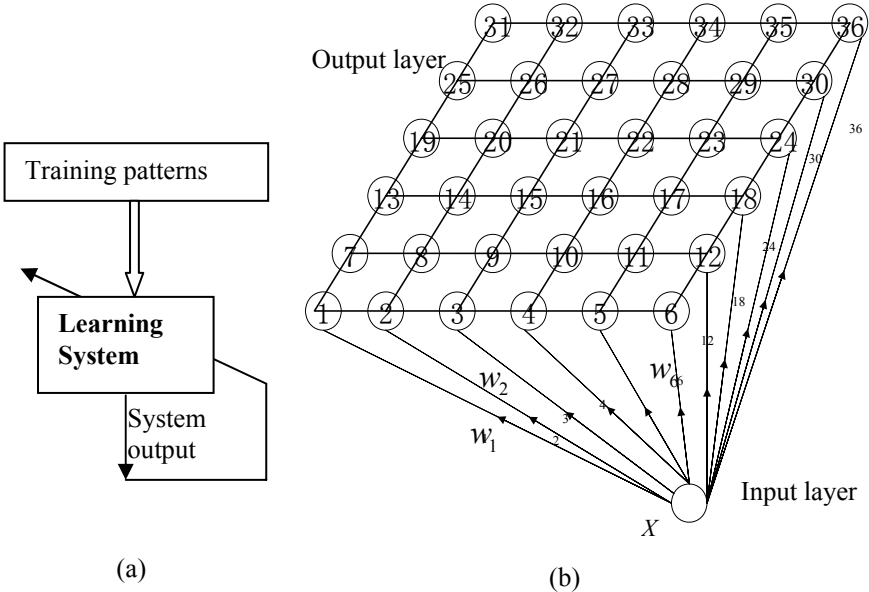 Training patterns
Learning
System
System
output
(a)
31 32 33 34 35 36
Output layer
25 26 27 28 29 30
19 20 21 22 23 24
13 14 15 16 17 18
7 8 9 10 11 12
1 2 3 4 5 6
36
30
24
18
12
w6 6
w2
4
3
w1
2
Input layer
X
(b)